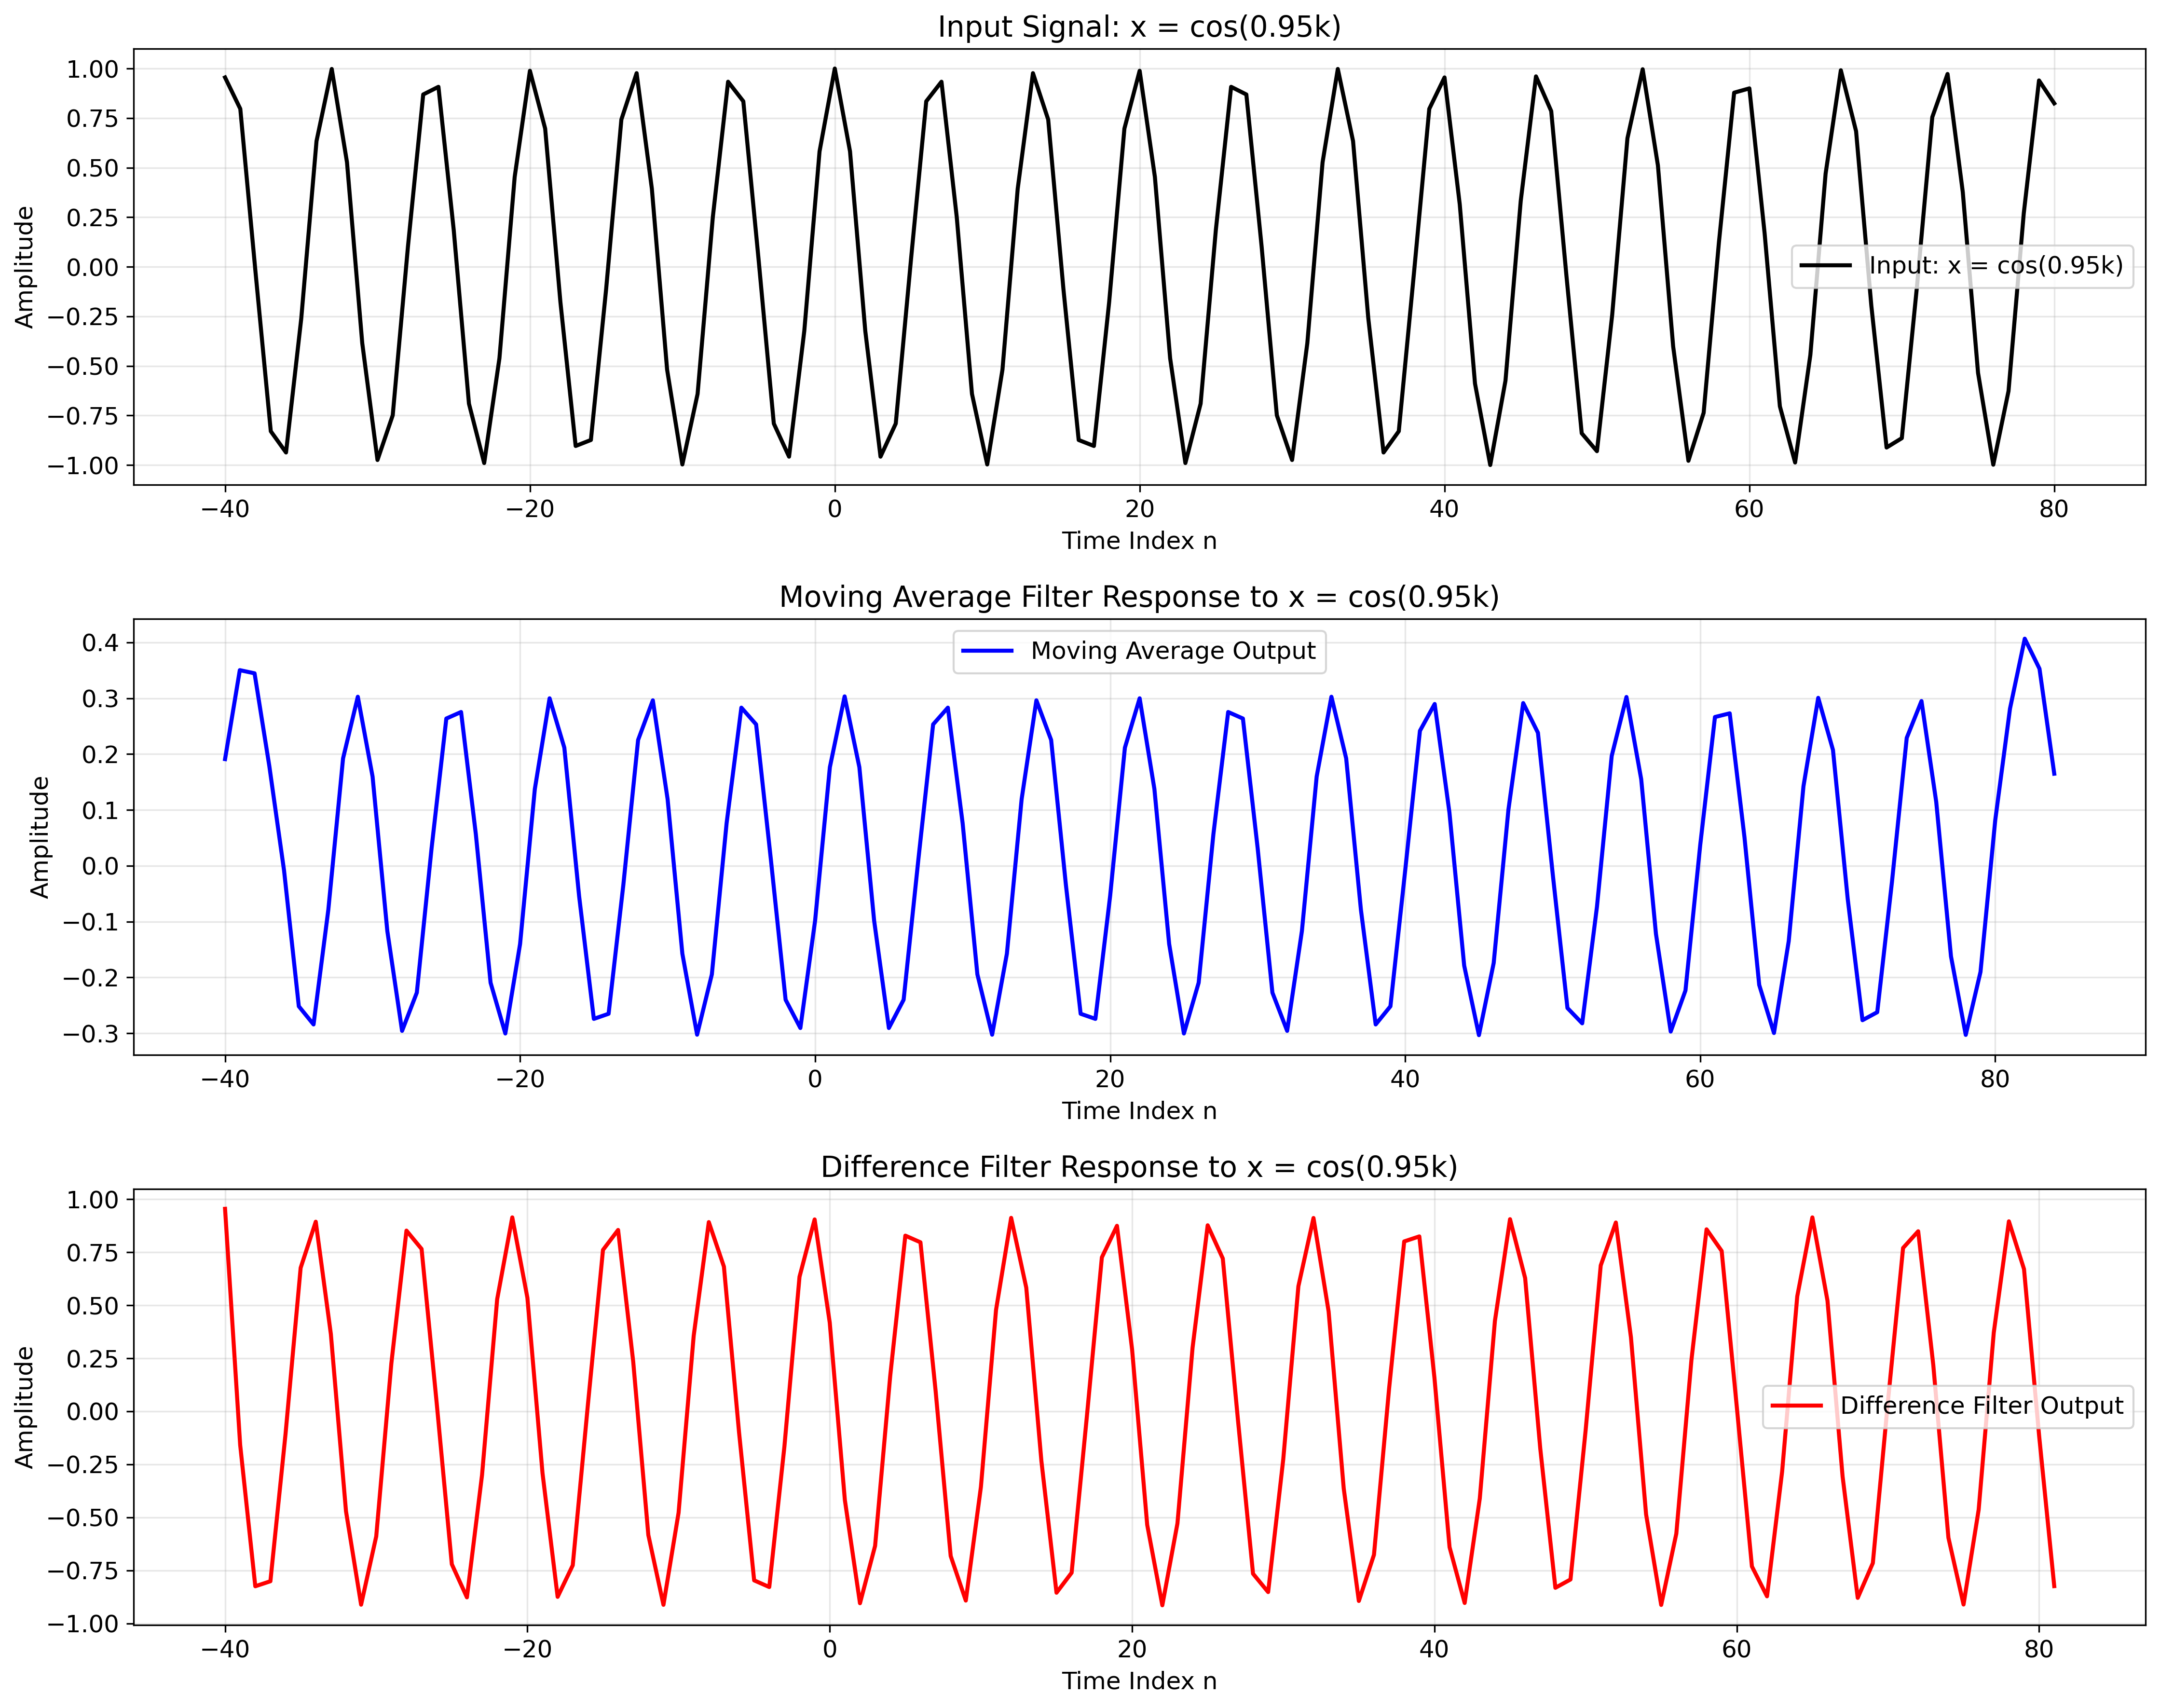 Input Signal: x = cos(0.95k)
1.00
0.75
0.50
0.25
0.00
−0.25
−0.50
−0.75
−1.00
Amplitude
Input: x = cos(0.95k)
−40 −20 0 20 40 60 80
Time Index n
Moving Average Filter Response to x = cos(0.95k)
0.4
0.3
0.2
0.1
0.0
−0.1
−0.2
−0.3
Amplitude
Moving Average Output
−40 −20 0 20 40 60 80
Time Index n
Difference Filter Response to x = cos(0.95k)
1.00
0.75
0.50
0.25
0.00
−0.25
−0.50
−0.75
−1.00
Amplitude
Difference Filter Output
−40 −20 0 20 40 60 80
Time Index n